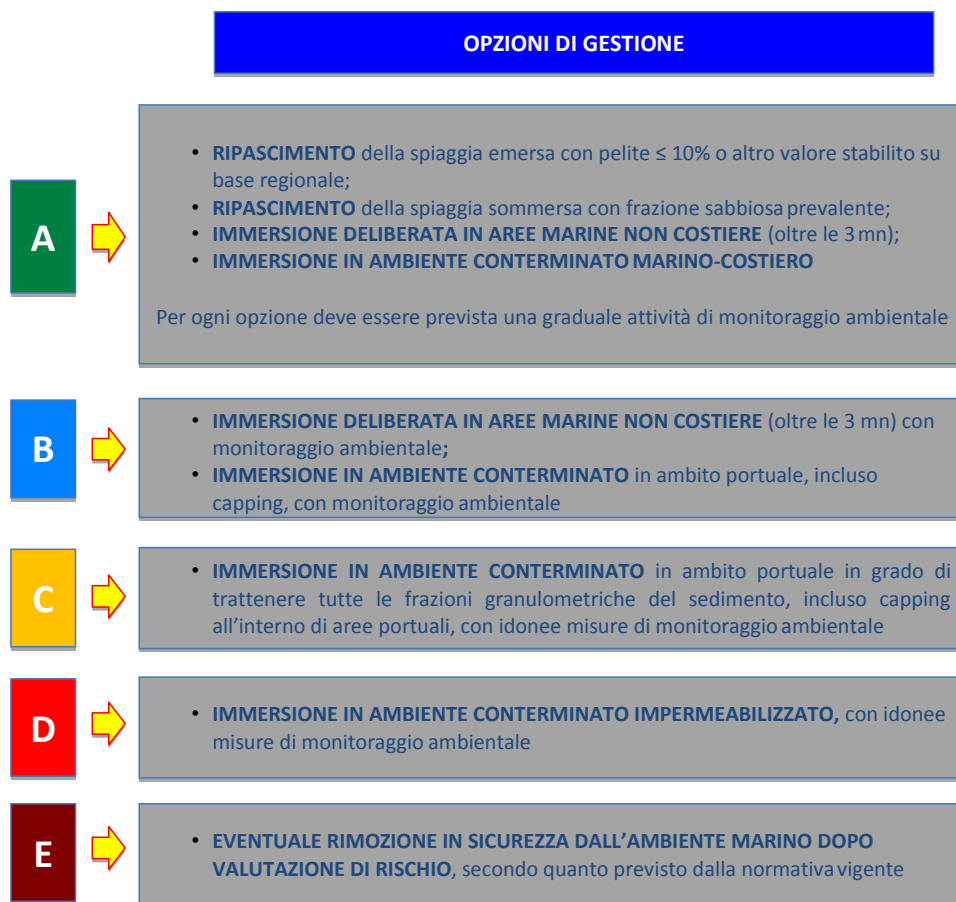 OPZIONI DI GESTIONE
A
• RIPASCIMENTO della spiaggia emersa con pelite ≤ 10% o altro valore stabilito su
base regionale;
• RIPASCIMENTO della spiaggia sommersa con frazione sabbiosa prevalente;
• IMMERSIONE DELIBERATA IN AREE MARINE NON COSTIERE (oltre le 3 mn);
• IMMERSIONE IN AMBIENTE CONTERMINATO MARINO-COSTIERO
Per ogni opzione deve essere prevista una graduale attività di monitoraggio ambientale
B
• IMMERSIONE DELIBERATA IN AREE MARINE NON COSTIERE (oltre le 3 mn) con
monitoraggio ambientale;
• IMMERSIONE IN AMBIENTE CONTERMINATO in ambito portuale, incluso
capping, con monitoraggio ambientale
C
• IMMERSIONE IN AMBIENTE CONTERMINATO in ambito portuale in grado di
trattenere tutte le frazioni granulometriche del sedimento, incluso capping
all’interno di aree portuali, con idonee misure di monitoraggio ambientale
D
• IMMERSIONE IN AMBIENTE CONTERMINATO IMPERMEABILIZZATO, con idonee
misure di monitoraggio ambientale
E
• EVENTUALE RIMOZIONE IN SICUREZZA DALL’AMBIENTE MARINO DOPO
VALUTAZIONE DI RISCHIO, secondo quanto previsto dalla normativa vigente